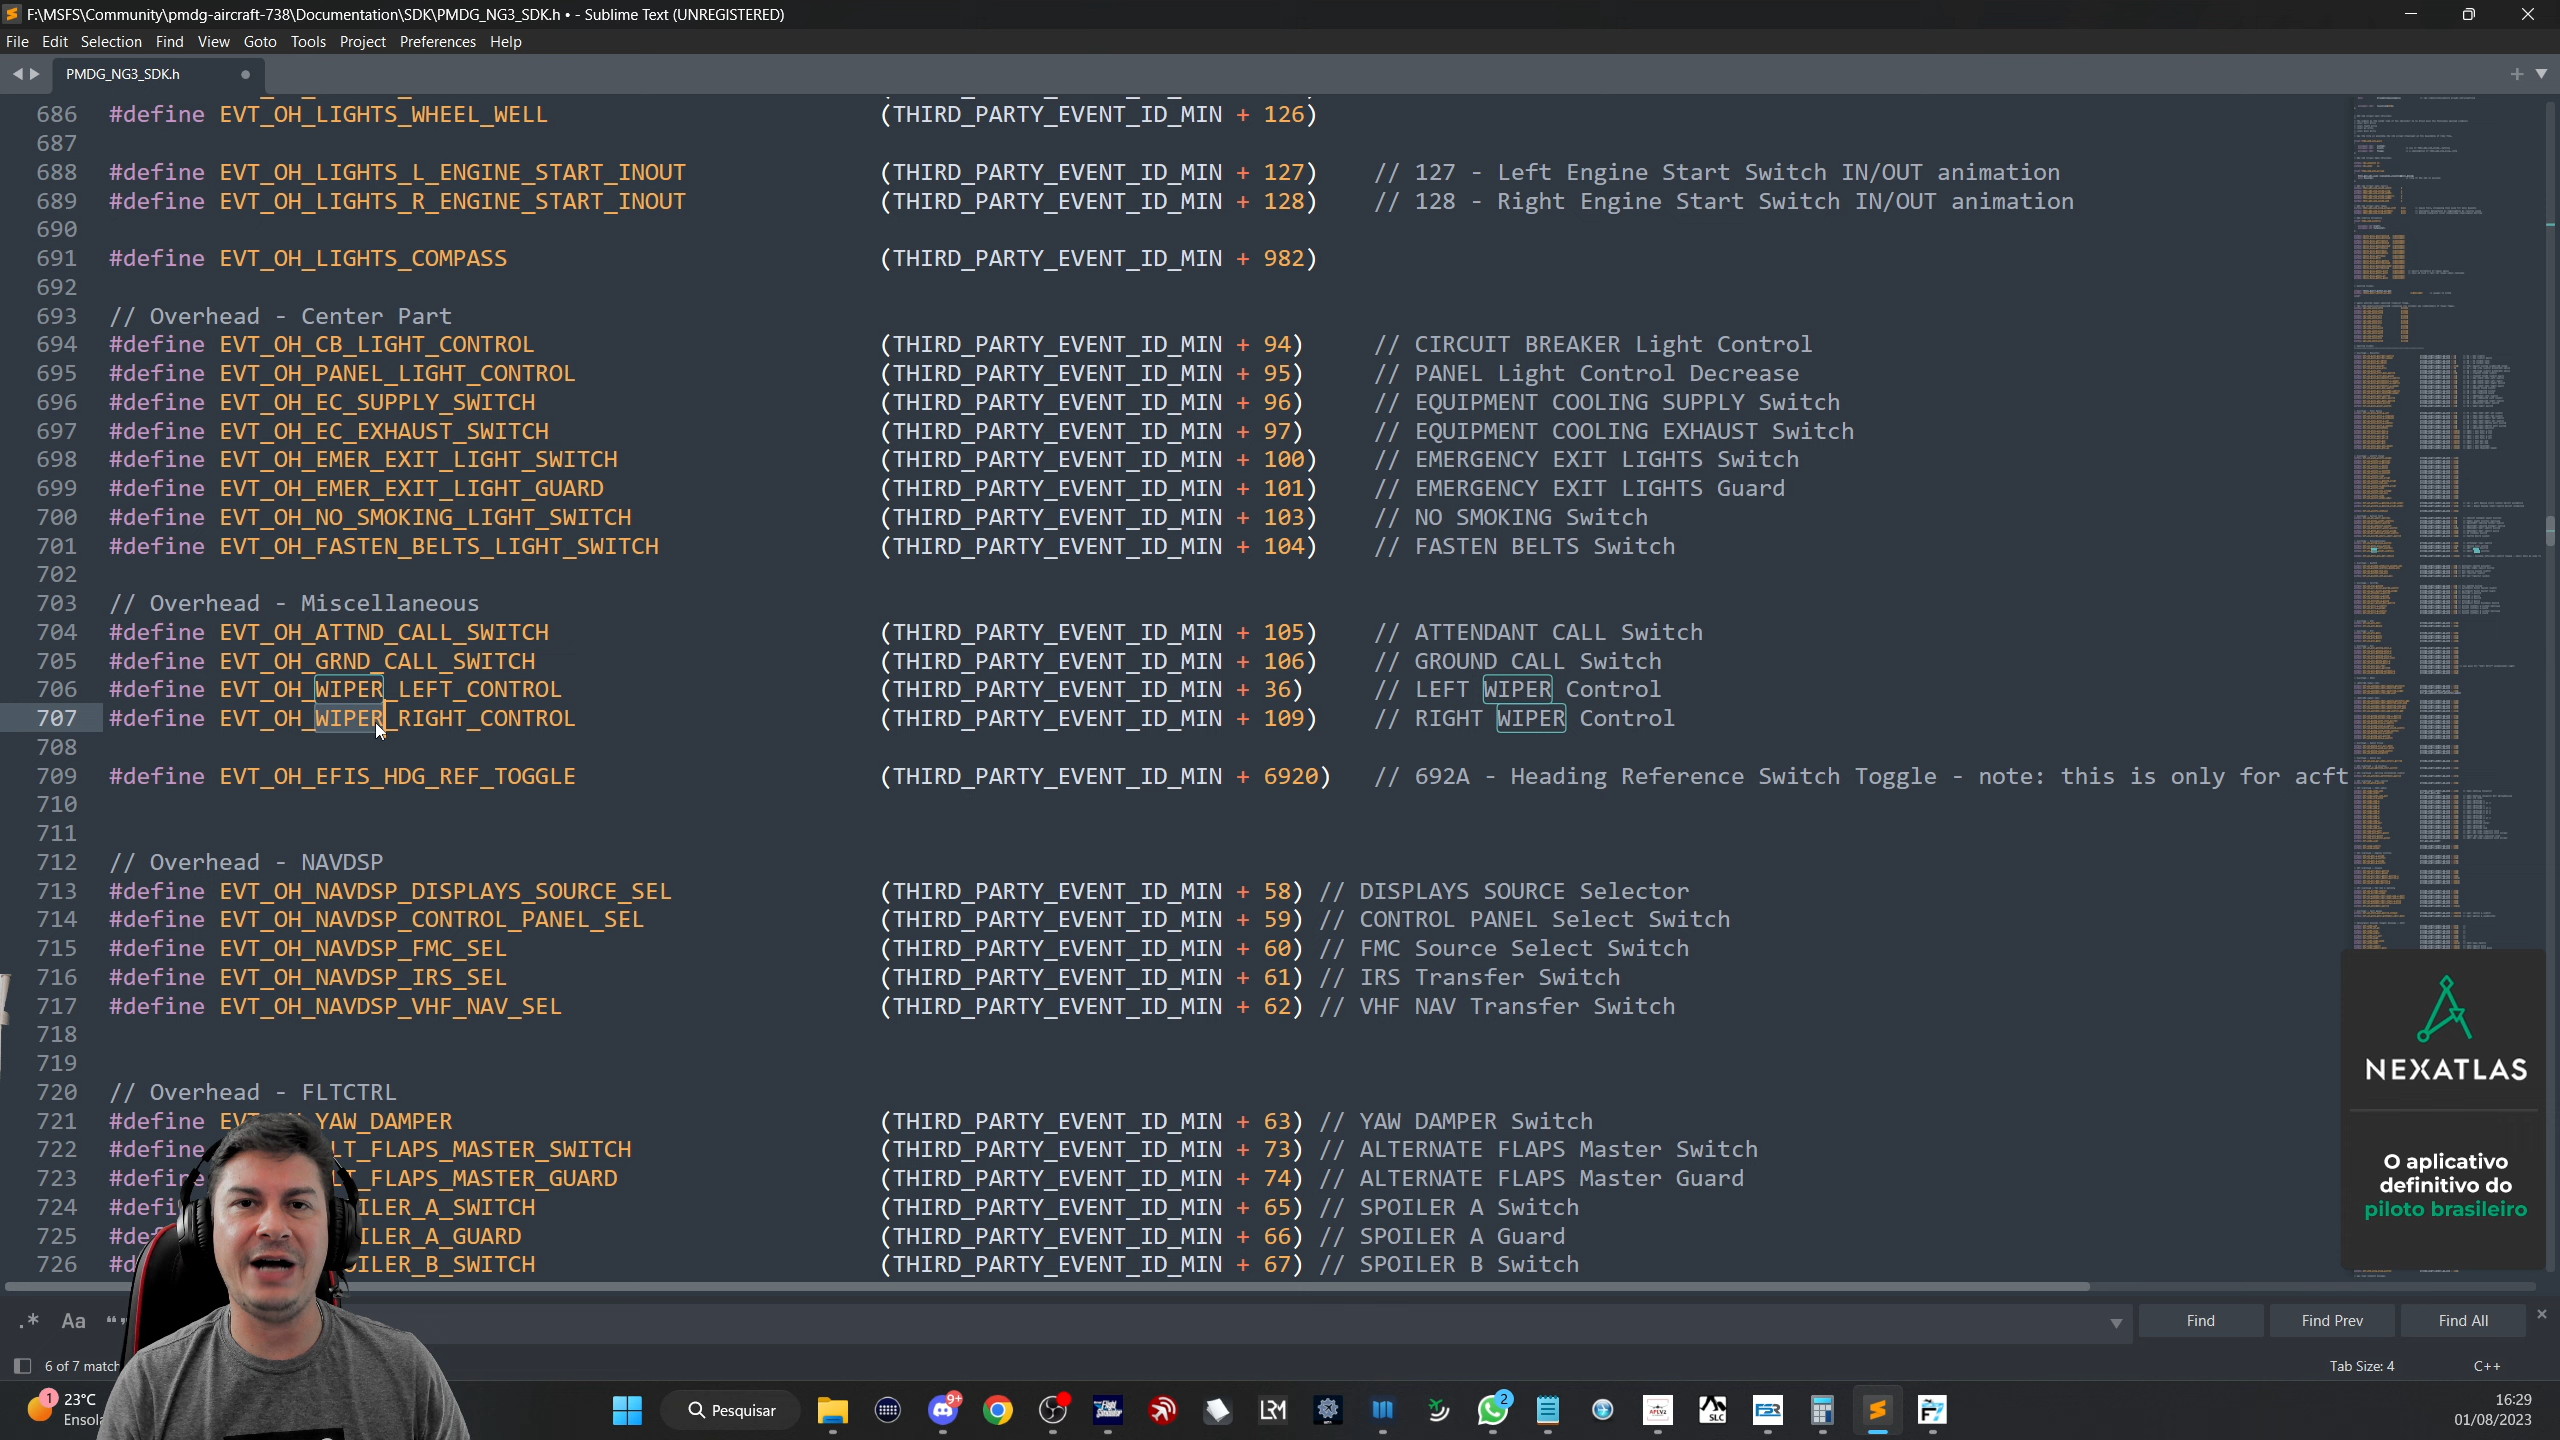 F:\MSFS\Community\pmdg-aircraft-738\Documentation\SDK\PMDG_NG3_SDK.h • - Sublime Text (UNREGISTERED)
File Edit Selection Find View Goto Tools Project Preferences Help
PMDG_NG3_SDK.h
686 #define EVT_OH_LIGHTS_WHEEL_WELL (THIRD_PARTY_EVENT_ID_MIN + 126)
687
688 #define EVT_OH_LIGHTS_L_ENGINE_START_INOUT (THIRD_PARTY_EVENT_ID_MIN + 127) // 127 - Left Engine Start Switch IN/OUT animation
689 #define EVT_OH_LIGHTS_R_ENGINE_START_INOUT (THIRD_PARTY_EVENT_ID_MIN + 128) // 128 - Right Engine Start Switch IN/OUT animation
690
691 #define EVT_OH_LIGHTS_COMPASS (THIRD_PARTY_EVENT_ID_MIN + 982)
692
693 // Overhead - Center Part
694 #define EVT_OH_CB_LIGHT_CONTROL (THIRD_PARTY_EVENT_ID_MIN + 94) // CIRCUIT BREAKER Light Control
695 #define EVT_OH_PANEL_LIGHT_CONTROL (THIRD_PARTY_EVENT_ID_MIN + 95) // PANEL Light Control Decrease
696 #define EVT_OH_EC_SUPPLY_SWITCH (THIRD_PARTY_EVENT_ID_MIN + 96) // EQUIPMENT COOLING SUPPLY Switch
697 #define EVT_OH_EC_EXHAUST_SWITCH (THIRD_PARTY_EVENT_ID_MIN + 97) // EQUIPMENT COOLING EXHAUST Switch
698 #define EVT_OH_EMER_EXIT_LIGHT_SWITCH (THIRD_PARTY_EVENT_ID_MIN + 100) // EMERGENCY EXIT LIGHTS Switch
699 #define EVT_OH_EMER_EXIT_LIGHT_GUARD (THIRD_PARTY_EVENT_ID_MIN + 101) // EMERGENCY EXIT LIGHTS Guard
700 #define EVT_OH_NO_SMOKING_LIGHT_SWITCH (THIRD_PARTY_EVENT_ID_MIN + 103) // NO SMOKING Switch
701 #define EVT_OH_FASTEN_BELTS_LIGHT_SWITCH (THIRD_PARTY_EVENT_ID_MIN + 104) // FASTEN BELTS Switch
702
703 // Overhead - Miscellaneous
704 #define EVT_OH_ATTND_CALL_SWITCH (THIRD_PARTY_EVENT_ID_MIN + 105) // ATTENDANT CALL Switch
705 #define EVT_OH_GRND_CALL_SWITCH (THIRD_PARTY_EVENT_ID_MIN + 106) // GROUND CALL Switch
706 #define EVT_OH_WIPER_LEFT_CONTROL (THIRD_PARTY_EVENT_ID_MIN + 36) // LEFT WIPER Control
707 #define EVT_OH_WIPER_RIGHT_CONTROL (THIRD_PARTY_EVENT_ID_MIN + 109) // RIGHT WIPER Control
708
709 #define EVT_OH_EFIS_HDG_REF_TOGGLE (THIRD_PARTY_EVENT_ID_MIN + 6920) // 692A - Heading Reference Switch Toggle - note: this is only for acft
710
711
712 // Overhead - NAVDSP
713 #define EVT_OH_NAVDSP_DISPLAYS_SOURCE_SEL (THIRD_PARTY_EVENT_ID_MIN + 58) // DISPLAYS SOURCE Selector
714 #define EVT_OH_NAVDSP_CONTROL_PANEL_SEL (THIRD_PARTY_EVENT_ID_MIN + 59) // CONTROL PANEL Select Switch
715 #define EVT_OH_NAVDSP_FMC_SEL (THIRD_PARTY_EVENT_ID_MIN + 60) // FMC Source Select Switch
716 #define EVT_OH_NAVDSP_IRS_SEL (THIRD_PARTY_EVENT_ID_MIN + 61) // IRS Transfer Switch
717 #define EVT_OH_NAVDSP_VHF_NAV_SEL (THIRD_PARTY_EVENT_ID_MIN + 62) // VHF NAV Transfer Switch
718
719
720 // Overhead - FLTCTRL
721 #define YAW_DAMPER (THIRD_PARTY_EVENT_ID_MIN + 63) // YAW DAMPER Switch
722 #define LT_FLAPS_MASTER_SWITCH (THIRD_PARTY_EVENT_ID_MIN + 73) // ALTERNATE FLAPS Master Switch
723 FLAPS_MASTER_GUARD (THIRD_PARTY_EVENT_ID_MIN + 74) // ALTERNATE FLAPS Master Guard
724 ILER_A_SWITCH (THIRD_PARTY_EVENT_ID_MIN + 65) // SPOILER A Switch
725 ILER_A_GUARD (THIRD_PARTY_EVENT_ID_MIN + 66) // SPOILER A Guard
726 ILER_B_SWITCH (THIRD_PARTY_EVENT_ID_MIN + 67) // SPOILER B Switch
NEXATLAS
O aplicativo
definitivo do
piloto brasileiro
.* Aa “” Find Find Prev Find All
6 of 7 match Tab Size: 4 C++
1 23°C
Pesquisar
9+
2
LRM
SLC
FSR
16:29
01/08/2023